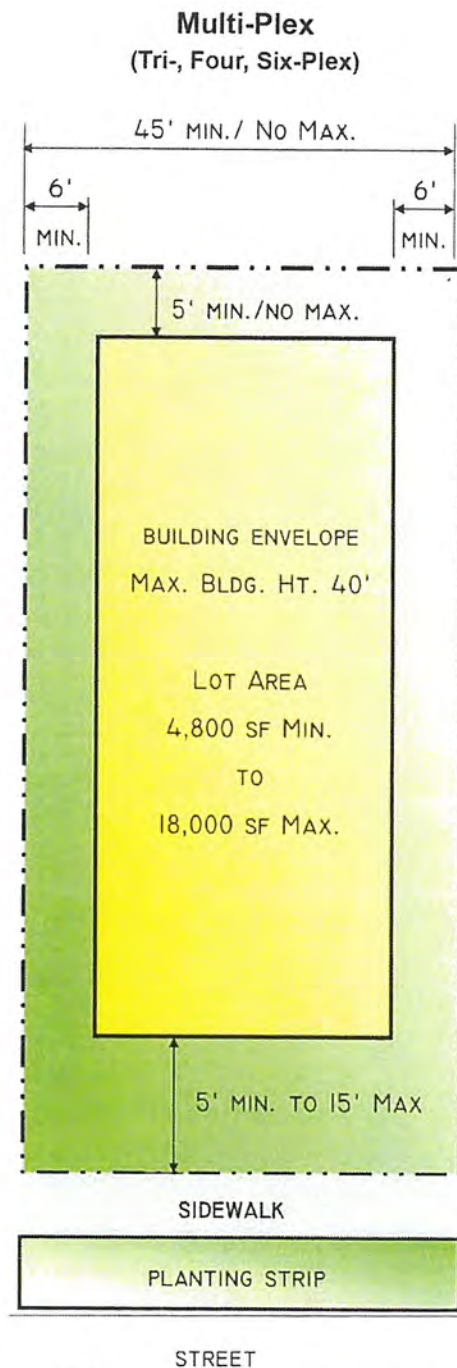 Multi-Plex
(Tri-, Four, Six-Plex)
45' MIN./ NO MAX.
6'
6'
MIN.
MIN.
5' MIN./NO MAX.
BUILDING ENVELOPE
MAX. BLDG. HT. 40'
LOT AREA
4,800 SF MIN.
TO
18,000 SF MAX.
5' MIN. TO 15' MAX
SIDEWALK
PLANTING STRIP
STREET